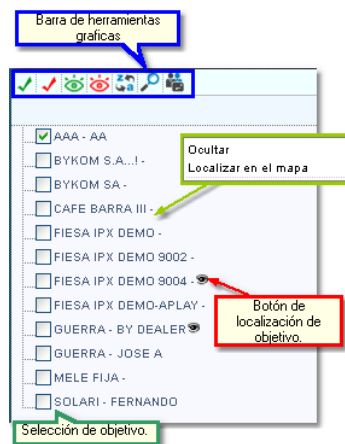 Barra de herramientas
graficas
AAA - AA
Ocultar
BYKOM S.A...! -
Localizar en el mapa
BYKOM SA -
CAFE BARRA III -
FIESA IPX DEMO -
FIESA IPX DEMO 9002 -
FIESA IPX DEMO 9004 -
FIESA IPX DEMO-APLAY -
Botón de
localización de
objetivo.
GUERRA - BY DEALER
GUERRA - JOSE A
MELE FIJA -
SOLARI - FERNANDO
Selección de objetivo.